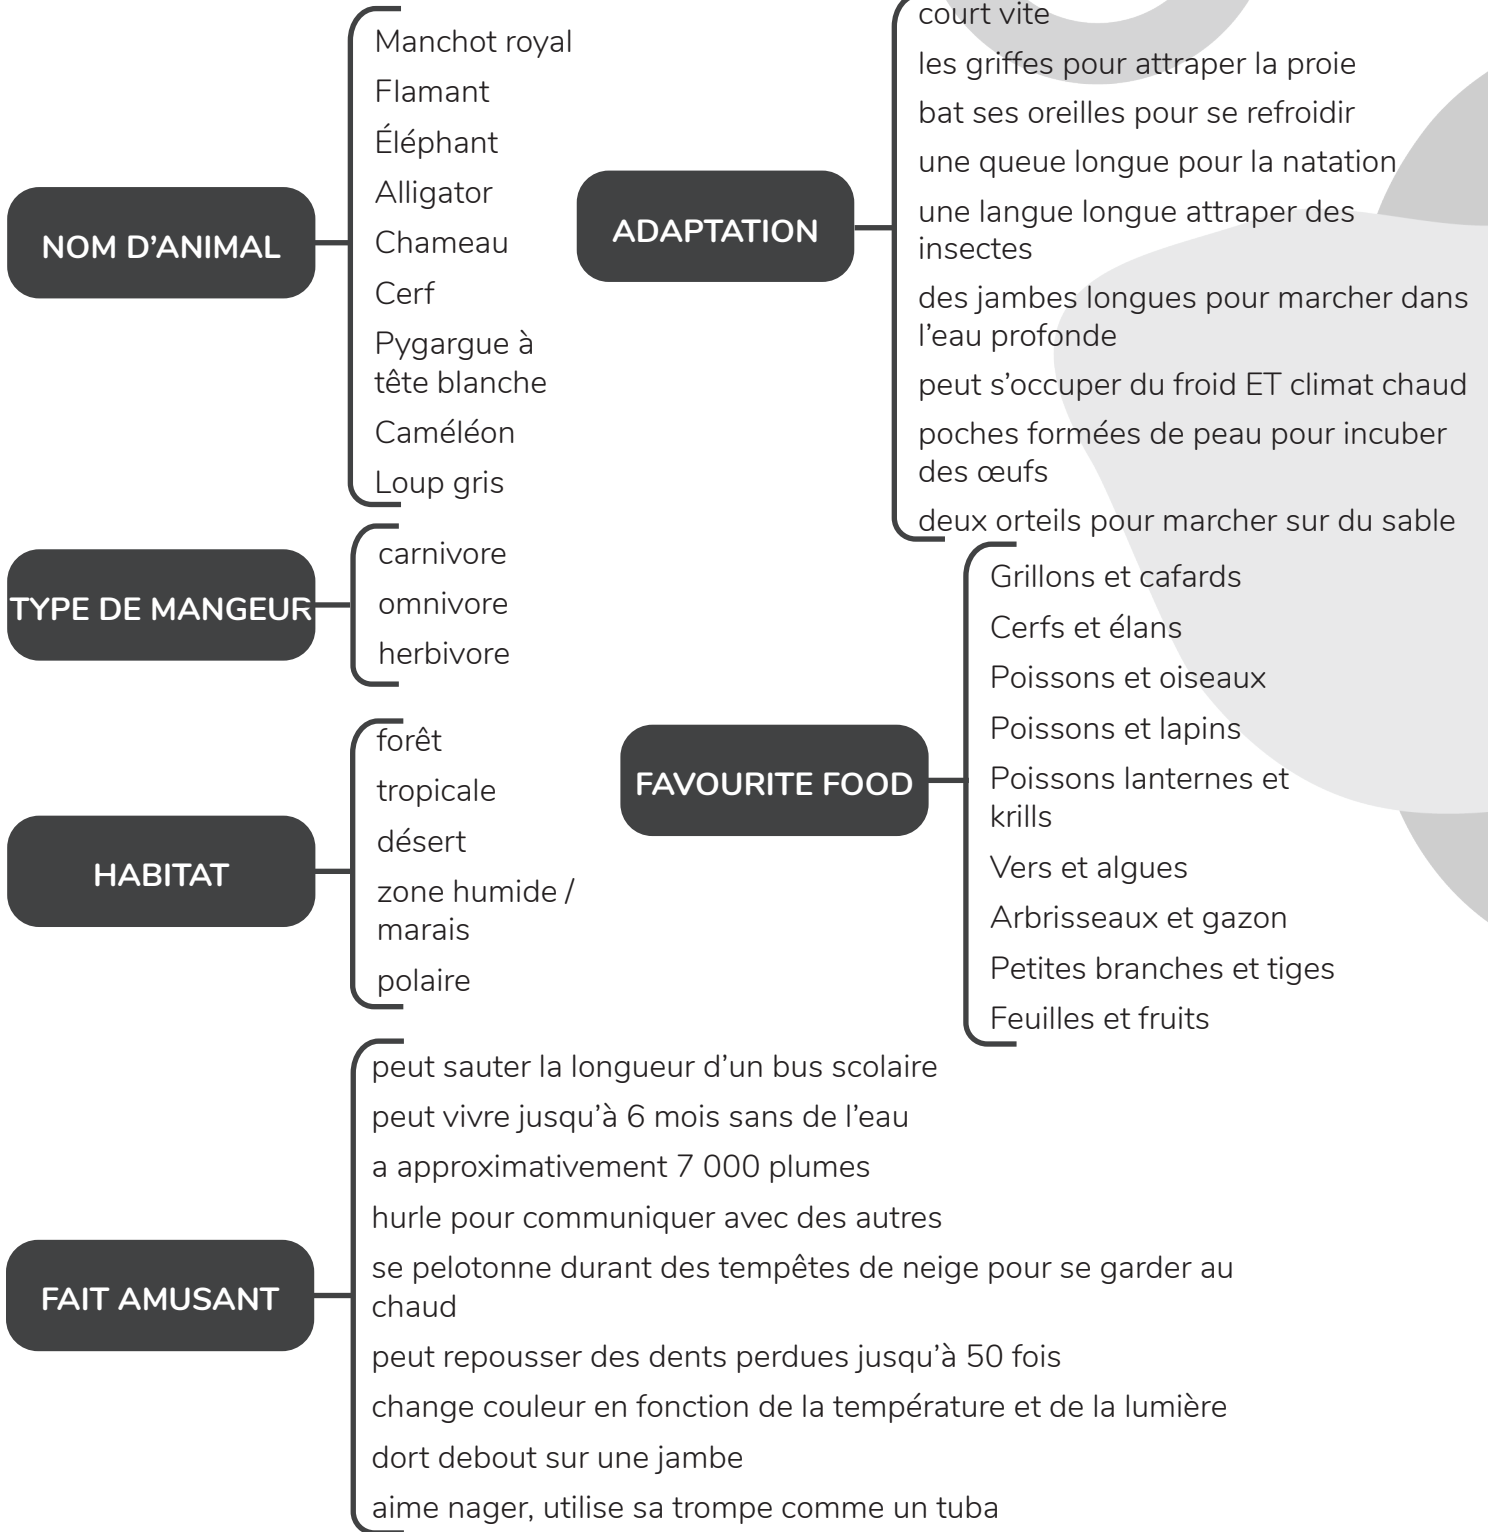 NOM D’ANIMAL
Manchot royal
Flamant
Éléphant
Alligator
Chameau
Cerf
Pygargue à
tête blanche
Caméléon
Loup gris
ADAPTATION
court vite
les griffes pour attraper la proie
bat ses oreilles pour se refroidir
une queue longue pour la natation
une langue longue attraper des
insectes
des jambes longues pour marcher dans
l’eau profonde
peut s’occuper du froid ET climat chaud
poches formées de peau pour incuber
des œufs
deux orteils pour marcher sur du sable
TYPE DE MANGEUR
carnivore
omnivore
herbivore
HABITAT
forêt
tropicale
désert
zone humide /
marais
polaire
FAVOURITE FOOD
Grillons et cafards
Cerfs et élans
Poissons et oiseaux
Poissons et lapins
Poissons lanternes et
krills
Vers et algues
Arbrisseaux et gazon
Petites branches et tiges
Feuilles et fruits
FAIT AMUSANT
peut sauter la longueur d’un bus scolaire
peut vivre jusqu’à 6 mois sans de l’eau
a approximativement 7 000 plumes
hurle pour communiquer avec des autres
se pelotonne durant des tempêtes de neige pour se garder au
chaud
peut repousser des dents perdues jusqu’à 50 fois
change couleur en fonction de la température et de la lumière
dort debout sur une jambe
aime nager, utilise sa trompe comme un tuba